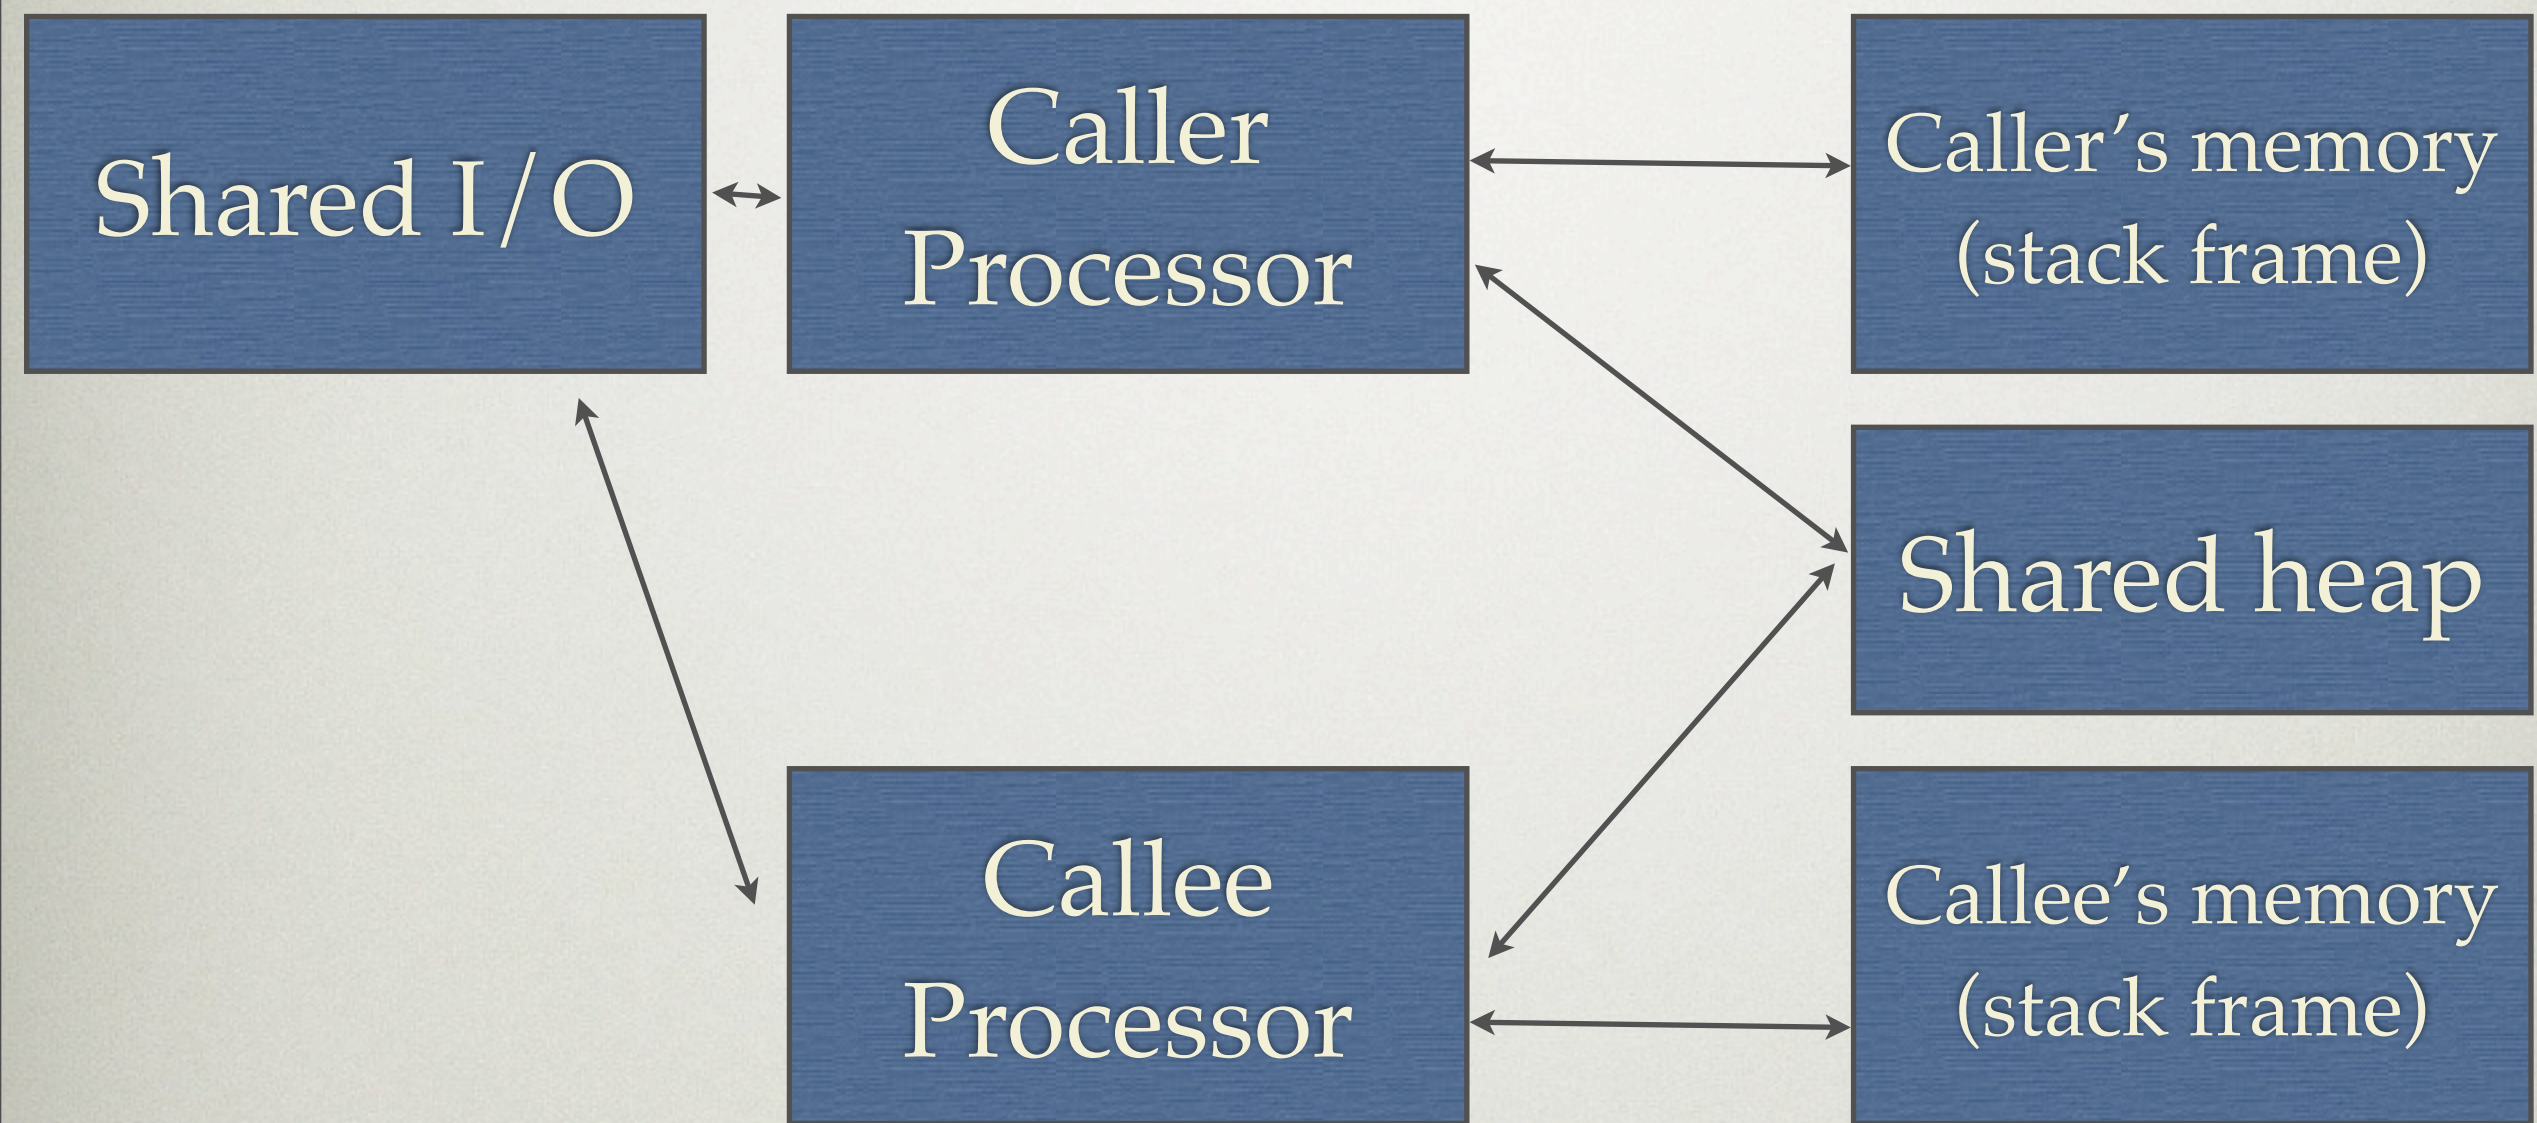 Shared I/O
Caller
Processor
Caller’s memory
(stack frame)
Shared heap
Callee
Processor
Callee’s memory
(stack frame)